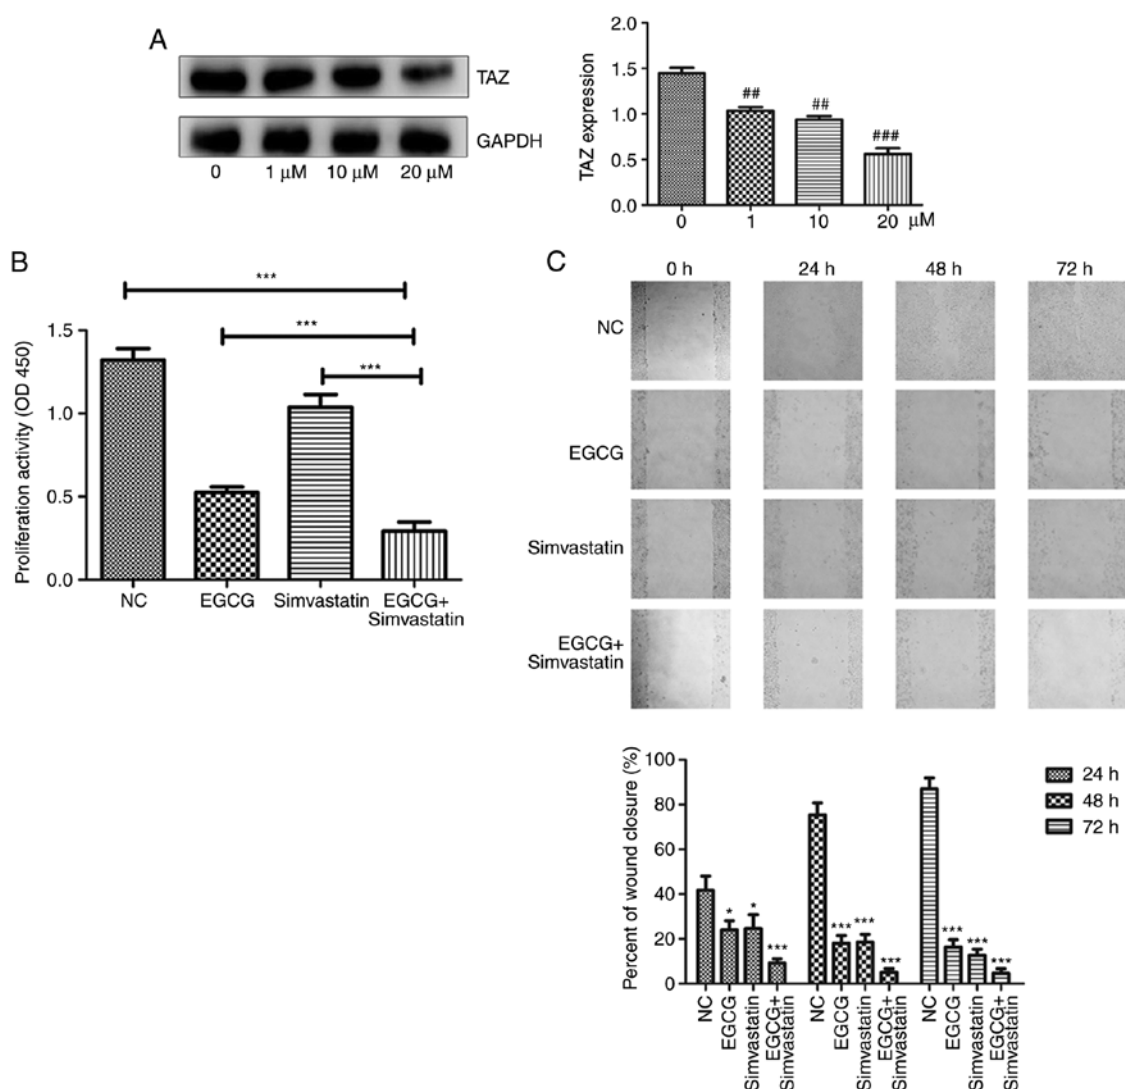 A
TAZ
GAPDH
0 1 μM 10 μM 20 μM
TAZ expression
2.0
1.5
1.0
0.5
0.0
##
##
###
0 1 10 20 μM
B
***
***
***
Proliferation activity (OD 450)
1.5
1.0
0.5
0.0
NC EGCG Simvastatin EGCG+
Simvastatin
C
0 h 24 h 48 h 72 h
NC
EGCG
Simvastatin
EGCG+
Simvastatin
Percent of wound closure (%)
100
80
60
40
20
0
* * ***
*** *** ***
*** *** ***
NC EGCG Simvastatin EGCG+
Simvastatin
NC EGCG Simvastatin EGCG+
Simvastatin
NC EGCG Simvastatin EGCG+
Simvastatin
24 h
48 h
72 h